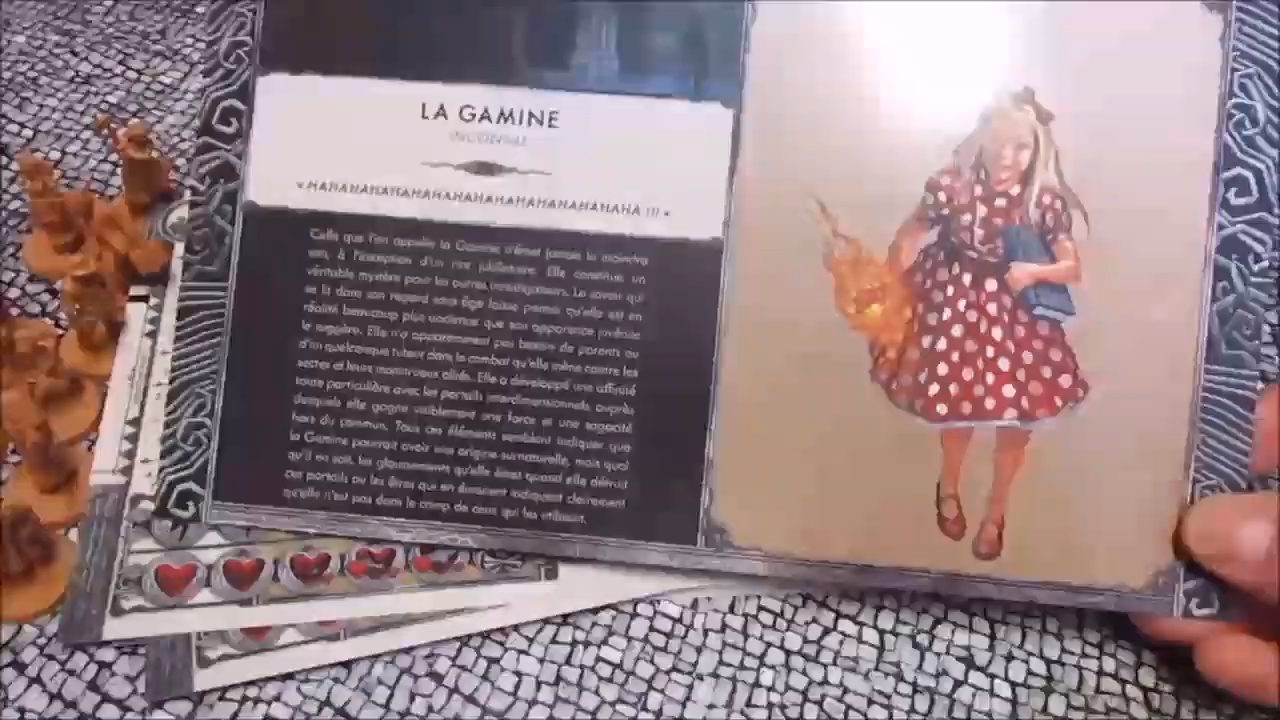 LA GAMINE
INCONNUE
« HAHAHAHAHAHAHAHAHAHAHAHAHAHAHA !!! »
Celle que l'on appelle la Gamine n'émet jamais le moindre
son, à l'exception d'un rire jubilatoire. Elle constitue un
véritable mystère pour les autres investigateurs. Le savoir qui
se lit dans son regard sans âge laisse penser qu'elle est en
réalité beaucoup plus ancienne que son apparence juvénile
le suggère. Elle n'a apparemment pas besoin de parents ou
d'un quelconque tuteur dans le combat qu'elle mène contre les
sectes et leurs monstrueux alliés. Elle a développé une affinité
toute particulière avec les portails interdimensionnels auprès
desquels elle gagne visiblement une force et une sagacité
hors du commun. Tous ces éléments semblent indiquer que
la Gamine pourrait avoir une origine surnaturelle, mais quoi
qu'il en soit, les gloussements qu'elle émet quand elle détruit
ces portails ou les êtres qui en émanent indiquent clairement
qu'elle n'est pas dans le camp de ceux qui les utilisent.